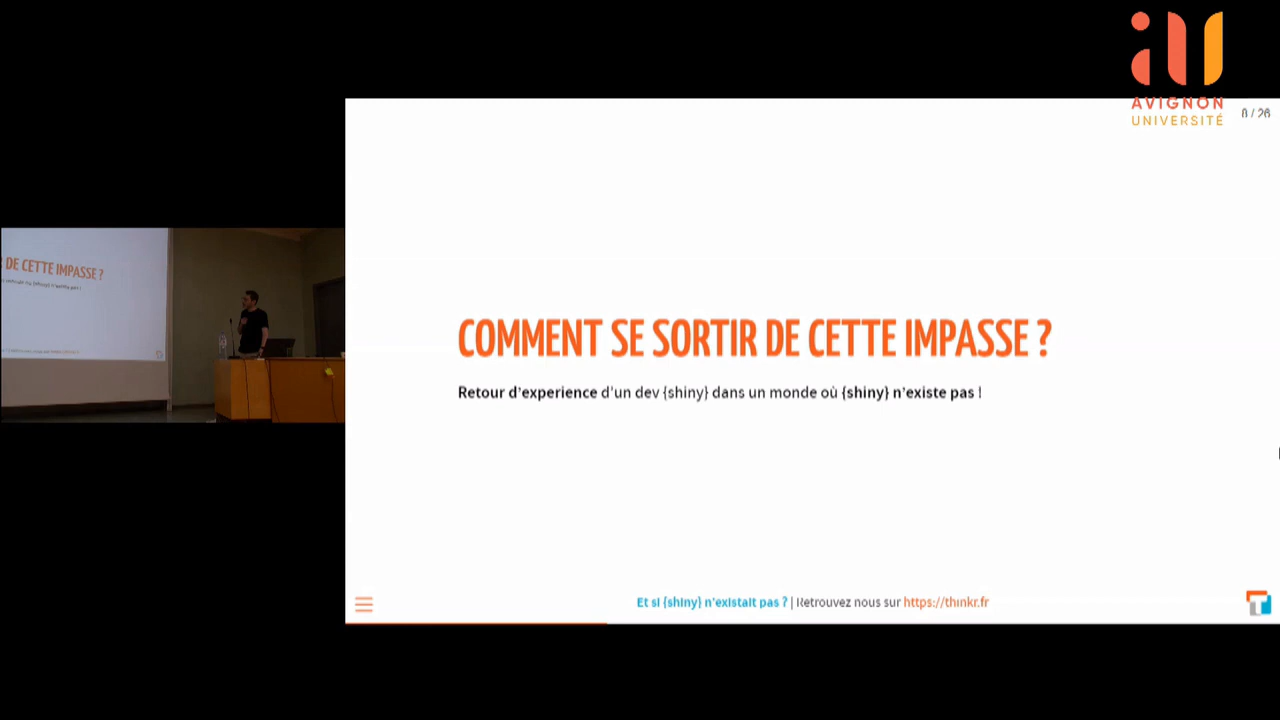 AVIGNON
UNIVERSITÉ
8 / 26
DE CETTE IMPASSE ?
COMMENT SE SORTIR DE CETTE IMPASSE ?
Retour d'experience d'un dev {shiny} dans un monde où {shiny} n'existe pas !
Et si {shiny} n'existait pas ? | Retrouvez nous sur https://thinkr.fr